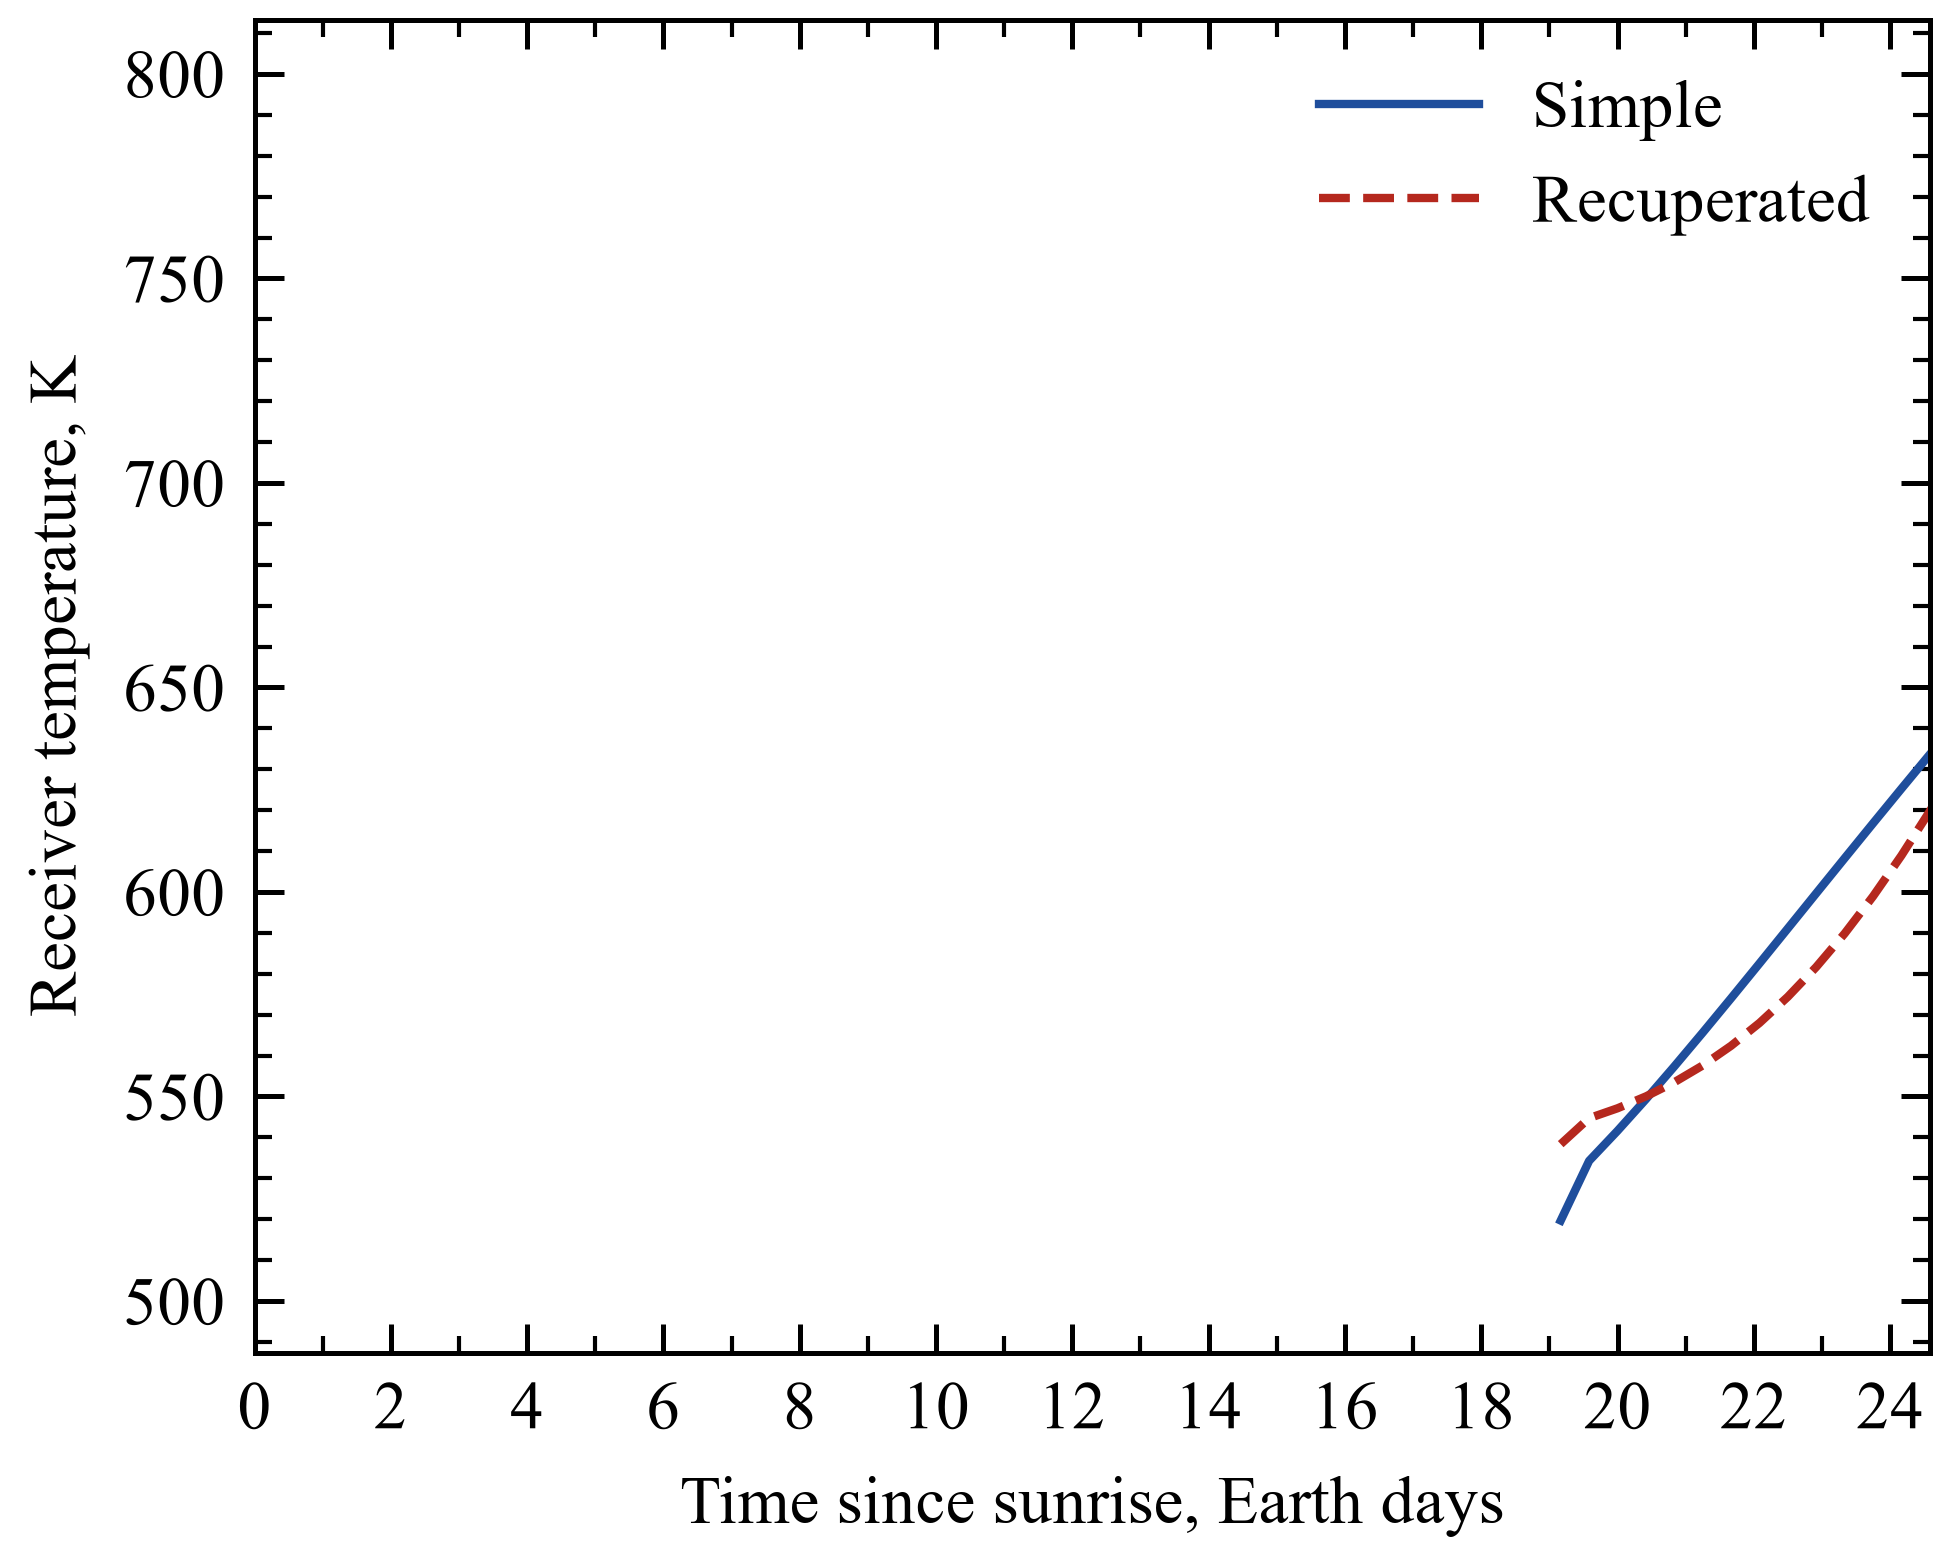 800
750
700
650
600
550
500
Receiver temperature, K
Simple
Recuperated
0 2 4 6 8 10 12 14 16 18 20 22 24
Time since sunrise, Earth days